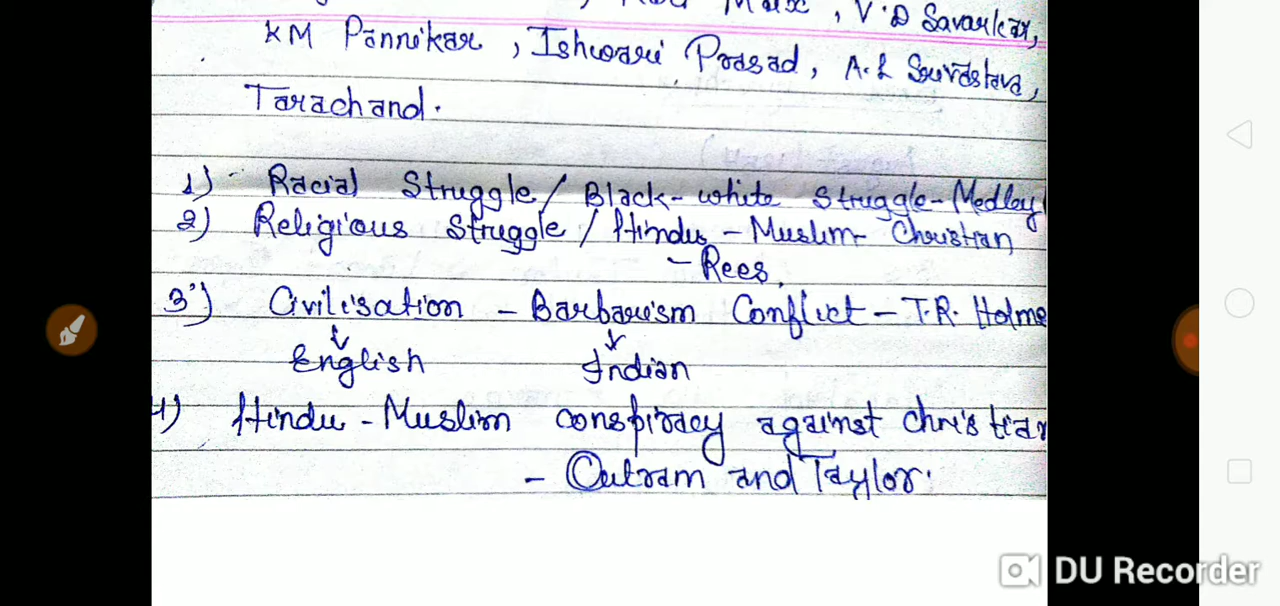 Marx, V.D Savarkar,
KM Pannikar, Ishwari Prasad, A.L Srivastava,
Tarachand.
1) Racial Struggle / Black-white Struggle - Medley
2) Religious Struggle / Hindu - Muslim - Christian
- Rees.
3) Civilisation - Barbarism Conflict - T.R. Holme
English Indian
4) Hindu - Muslim conspiracy against christian
- Outram and Taylor.
DU Recorder